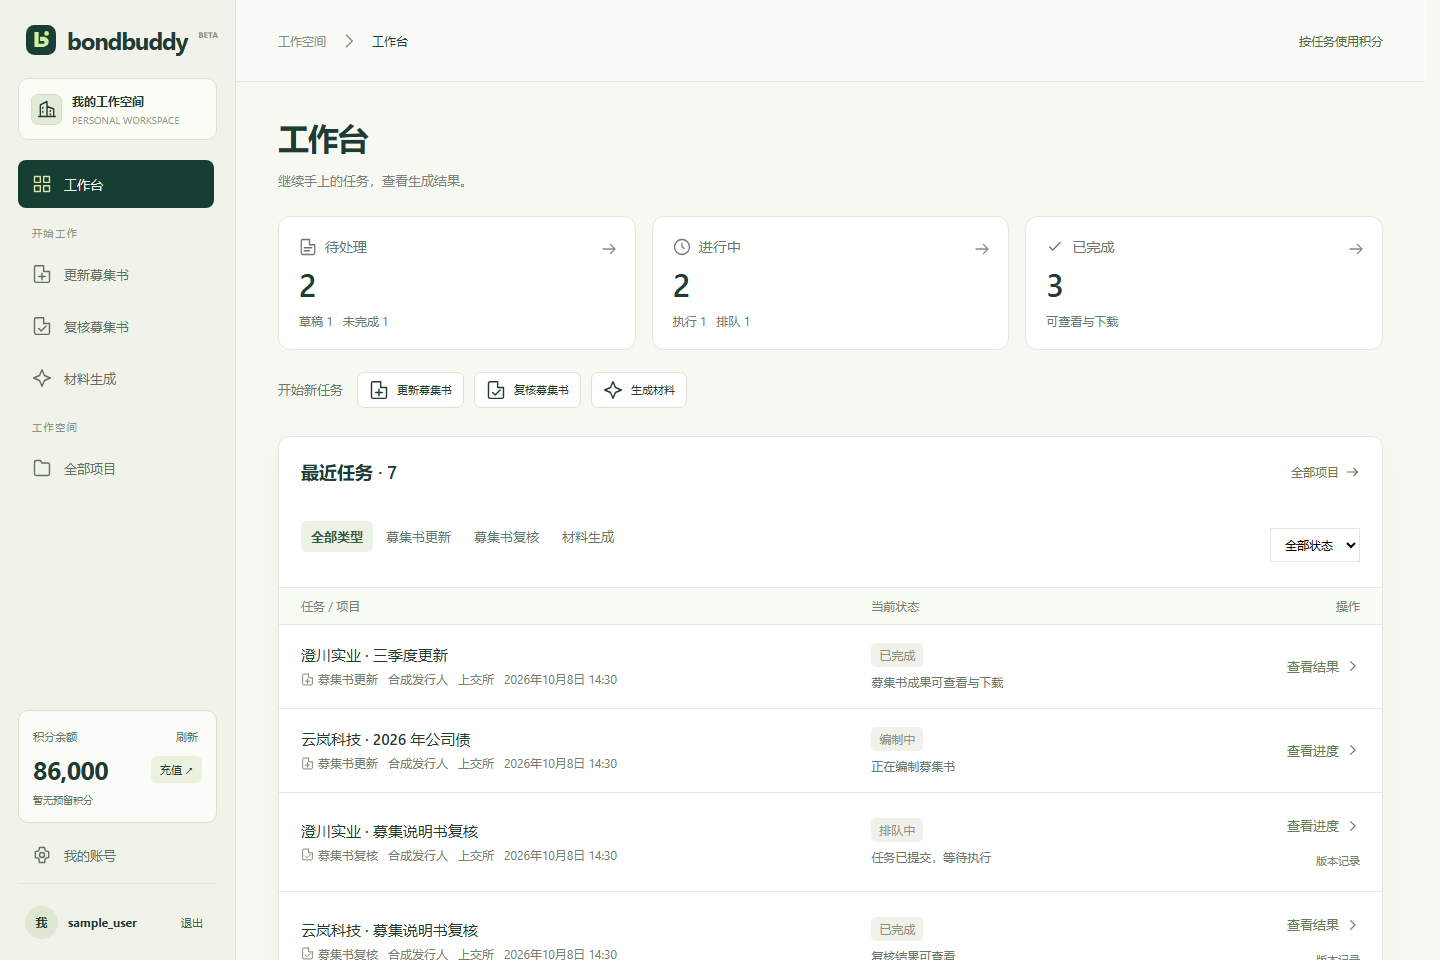 bondbuddy BETA
我的工作空间
PERSONAL WORKSPACE
工作台
开始工作
更新募集书
复核募集书
材料生成
工作空间
全部项目
积分余额 刷新
86,000 充值 ↗
暂无预留积分
我的账号
我 sample_user 退出
工作空间 > 工作台 按任务使用积分
工作台
继续手上的任务，查看生成结果。
待处理 →
2
草稿 1 未完成 1
进行中 →
2
执行 1 排队 1
已完成 →
3
可查看与下载
开始新任务 更新募集书 复核募集书 生成材料
最近任务 · 7 全部项目 →
全部类型 募集书更新 募集书复核 材料生成 全部状态
任务 / 项目 当前状态 操作
澄川实业 · 三季度更新 已完成 查看结果
募集书更新 合成发行人 上交所 2026年10月8日 14:30 募集书成果可查看与下载
云岚科技 · 2026 年公司债 编制中 查看进度
募集书更新 合成发行人 上交所 2026年10月8日 14:30 正在编制募集书
澄川实业 · 募集说明书复核 排队中 查看进度
募集书复核 合成发行人 上交所 2026年10月8日 14:30 任务已提交，等待执行 版本记录
云岚科技 · 募集说明书复核 已完成 查看结果
募集书复核 合成发行人 上交所 2026年10月8日 14:30 复核结果可查看 版本记录